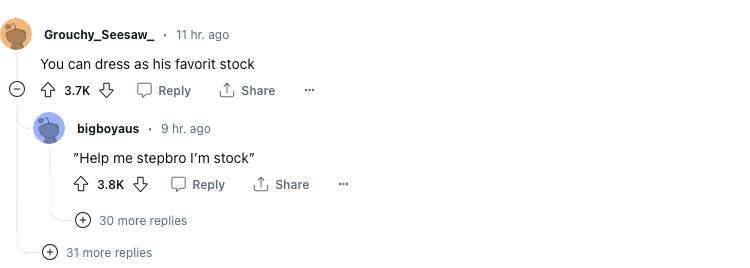 Grouchy_Seesaw_ · 11 hr. ago
You can dress as his favorit stock
3.7K Reply Share ···
bigboyaus · 9 hr. ago
”Help me stepbro I’m stock”
3.8K Reply Share ···
30 more replies
31 more replies